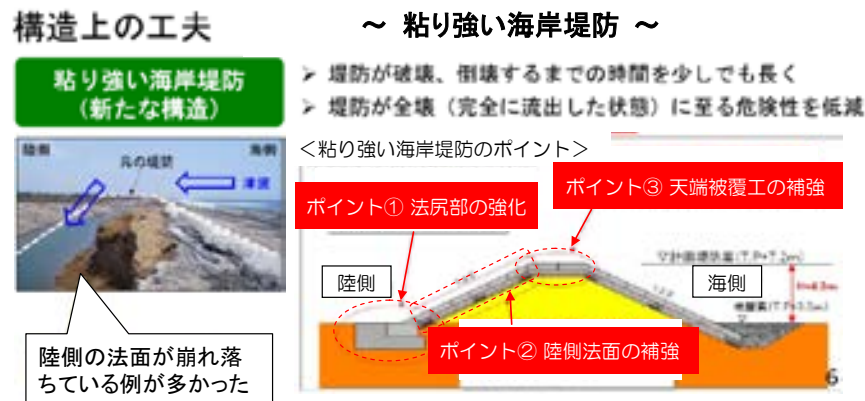 構造上の工夫
～ 粘り強い海岸堤防 ～
粘り強い海岸堤防
（新たな構造）
➢ 堤防が破壊、倒壊するまでの時間を少しでも長く
➢ 堤防が全壊（完全に流出した状態）に至る危険性を低減
陸側
元の堤防
海側
津波
＜粘り強い海岸堤防のポイント＞
ポイント① 法尻部の強化
ポイント③ 天端被覆工の補強
陸側
海側
ポイント② 陸側法面の補強
陸側の法面が崩れ落
ちている例が多かった
6